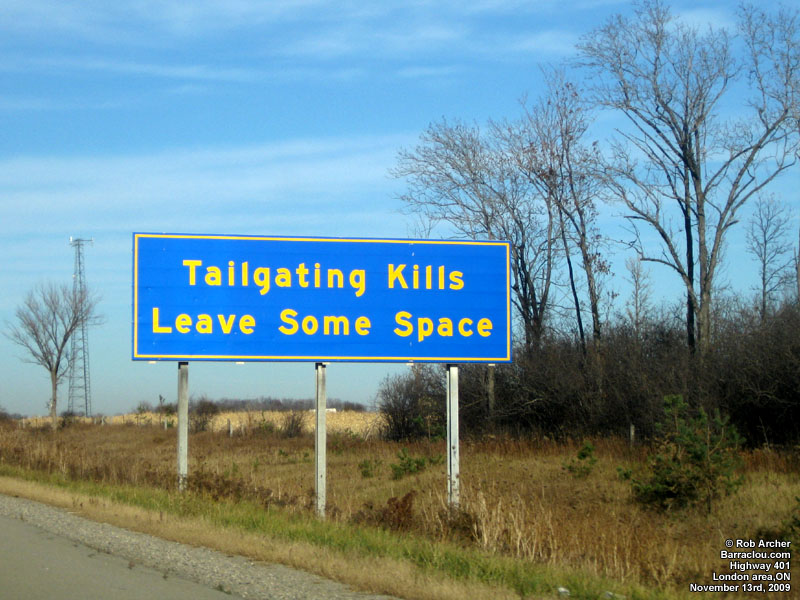 Tailgating Kills
Leave Some Space
© Rob Archer
Barraclou.com
Highway 401
London area,ON
November 13rd, 2009